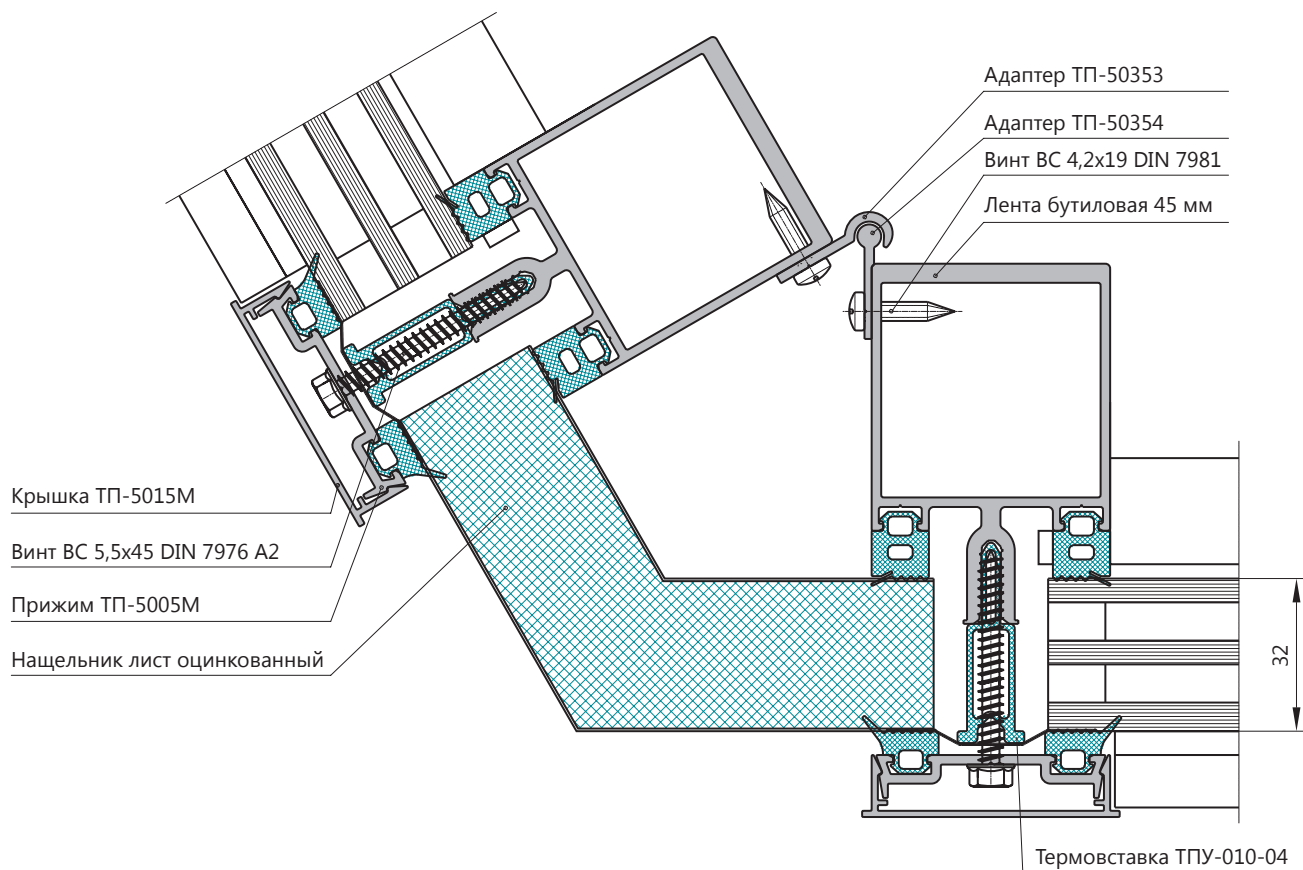 Адаптер ТП-50353
Адаптер ТП-50354
Винт ВС 4,2х19 DIN 7981
Лента бутиловая 45 мм
Крышка ТП-5015М
Винт ВС 5,5х45 DIN 7976 А2
Прижим ТП-5005М
Нащельник лист оцинкованный
32
Термовставка ТПУ-010-04